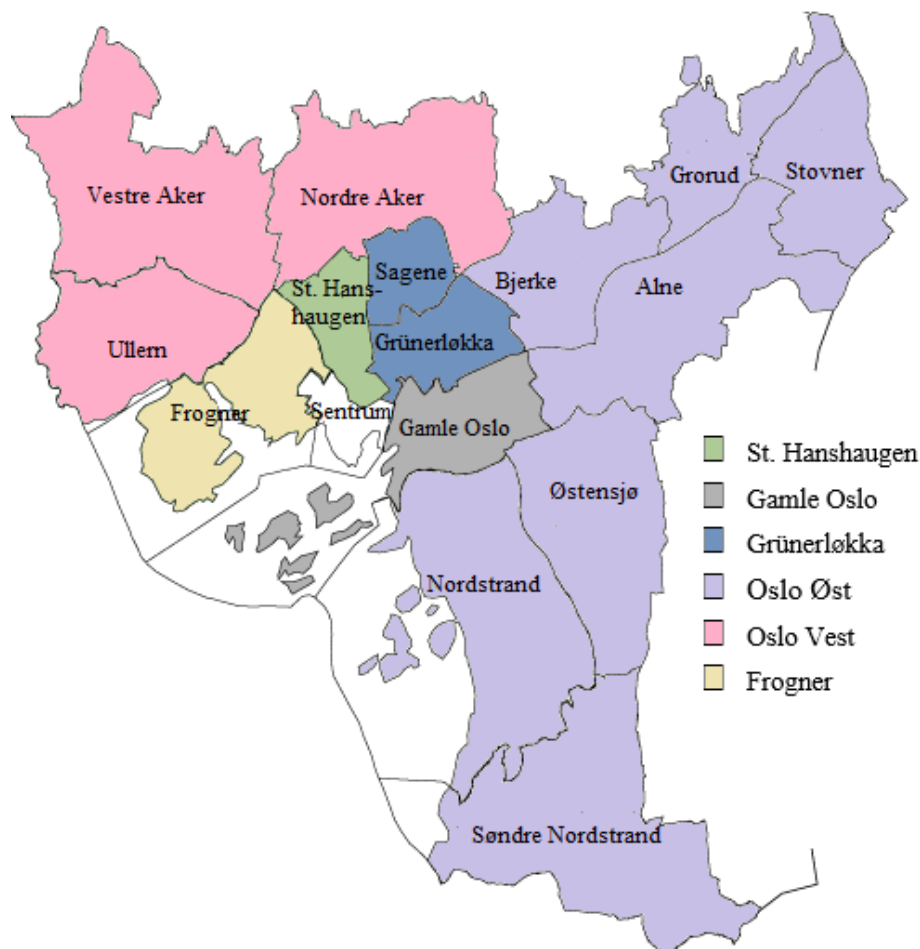 Vestre Aker
Nordre Aker
Grorud
Stovner
St. Hans-
haugen
Sagene
Bjerke
Alne
Ullern
Grünerløkka
Frogner
Sentrum
Gamle Oslo
Østensjø
Nordstrand
Søndre Nordstrand
St. Hanshaugen
Gamle Oslo
Grünerløkka
Oslo Øst
Oslo Vest
Frogner